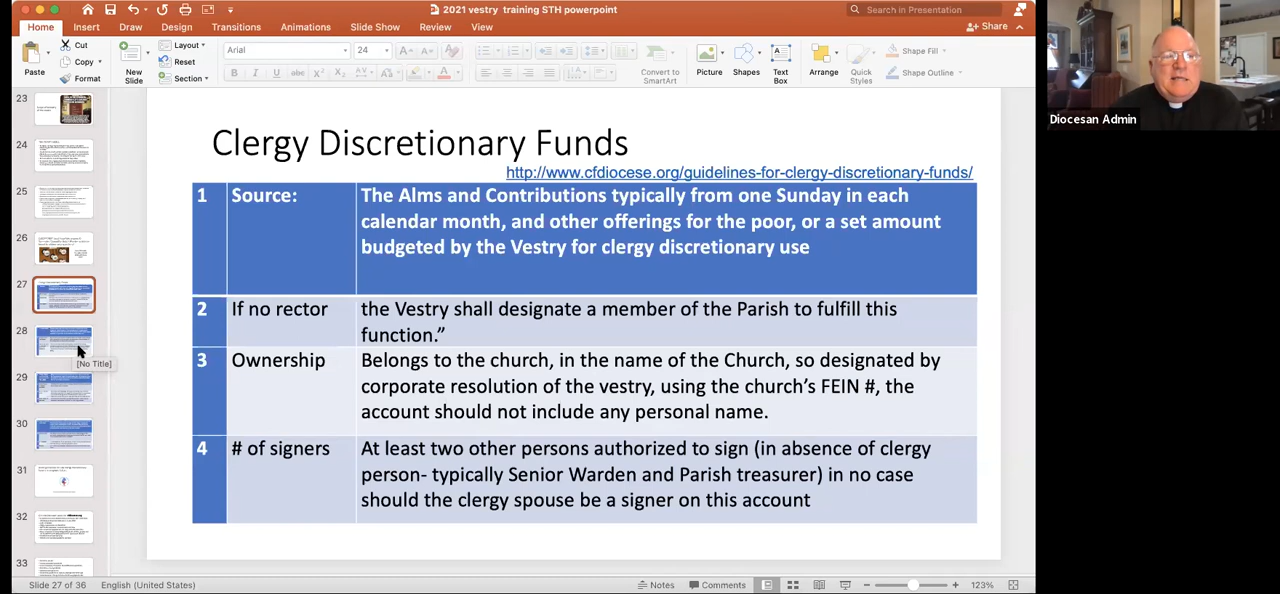 2021 vestry training STH powerpoint
Search in Presentation
Home Insert Draw Design Transitions Animations Slide Show Review View
Share
Paste
Cut
Copy
Format
New Slide
Layout
Reset
Section
Arial 24
Convert to SmartArt
Picture
Shapes
Text Box
Arrange
Quick Styles
Shape Fill
Shape Outline
23
24
25
26
27
28
[No Title]
29
30
31
32
33
Clergy Discretionary Funds
http://www.cfdiocese.org/guidelines-for-clergy-discretionary-funds/
1 Source: The Alms and Contributions typically from one Sunday in each
calendar month, and other offerings for the poor, or a set amount
budgeted by the Vestry for clergy discretionary use
2 If no rector the Vestry shall designate a member of the Parish to fulfill this
function.”
3 Ownership Belongs to the church, in the name of the Church, so designated by
corporate resolution of the vestry, using the church’s FEIN #, the
account should not include any personal name.
4 # of signers At least two other persons authorized to sign (in absence of clergy
person- typically Senior Warden and Parish treasurer) in no case
should the clergy spouse be a signer on this account
Slide 27 of 36 English (United States)
Notes
Comments
123%
Diocesan Admin